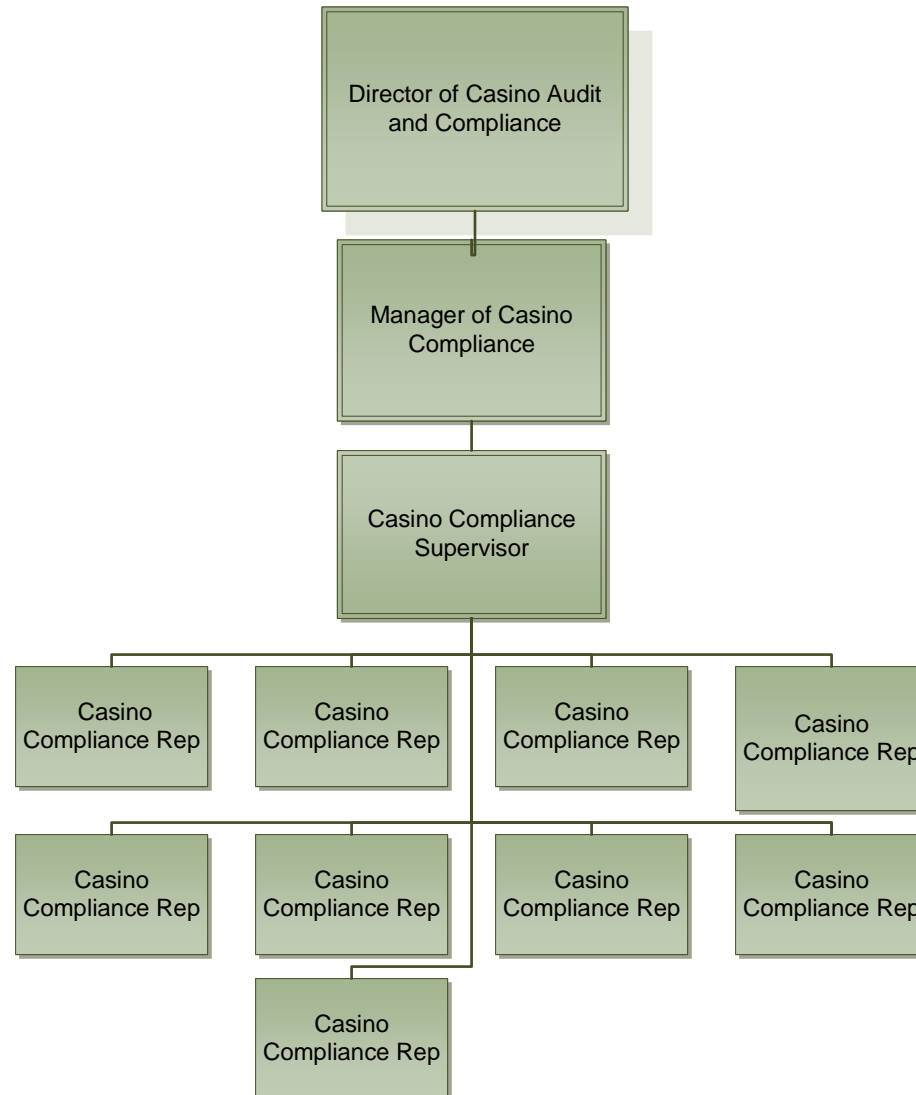 Director of Casino Audit
and Compliance
Manager of Casino
Compliance
Casino Compliance
Supervisor
Casino
Compliance Rep
Casino
Compliance Rep
Casino
Compliance Rep
Casino
Compliance Rep
Casino
Compliance Rep
Casino
Compliance Rep
Casino
Compliance Rep
Casino
Compliance Rep
Casino
Compliance Rep